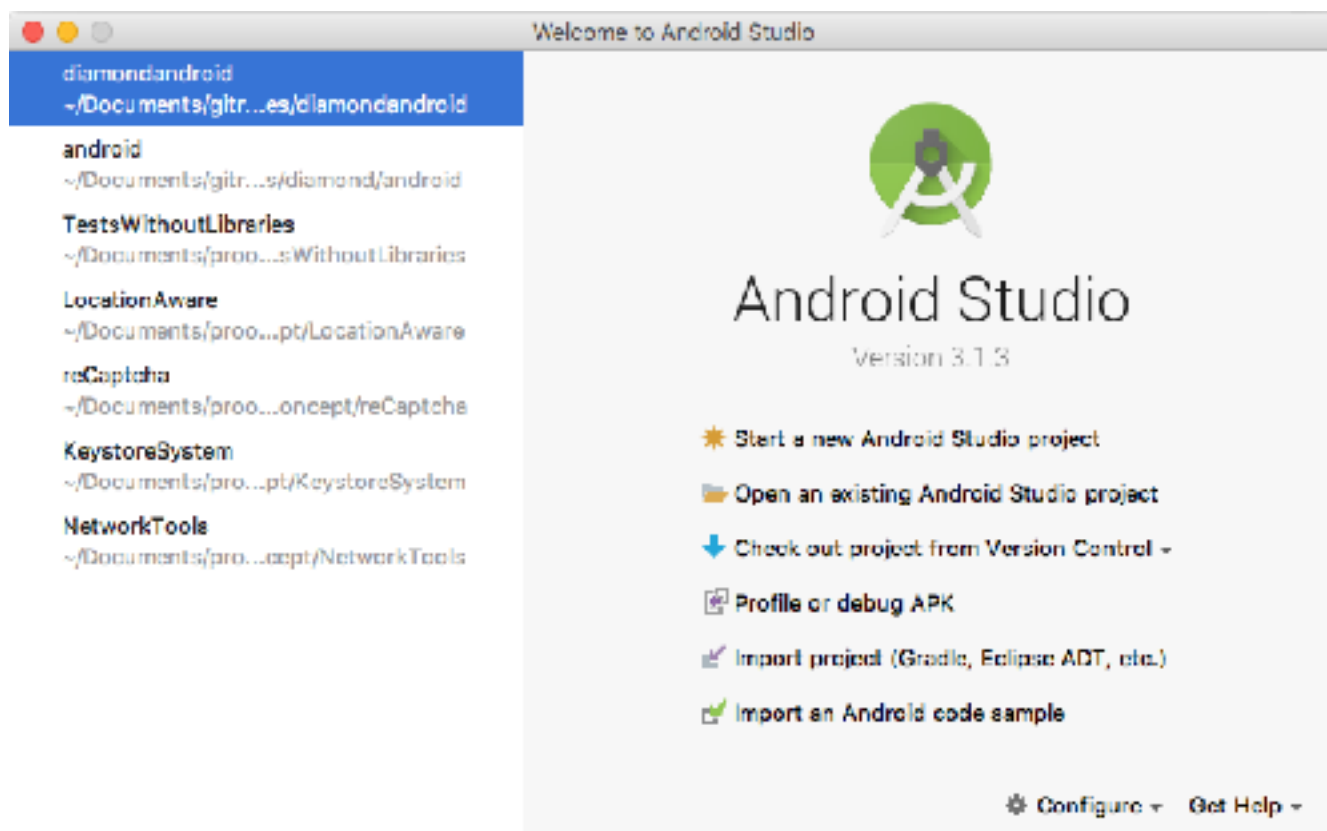 Welcome to Android Studio
diamondandroid
~/Documents/gitr...es/diamondandroid
android
~/Documents/gitr...s/diamond/android
TestsWithoutLibraries
~/Documents/proo...sWithoutLibraries
LocationAware
~/Documents/proo...pt/LocationAware
reCaptcha
~/Documents/proo...oncept/reCaptcha
KeystoreSystem
~/Documents/pro...pt/KeystoreSystem
NetworkTools
~/Documents/pro...cept/NetworkTools
Android Studio
Version 3.1.3
Start a new Android Studio project
Open an existing Android Studio project
Check out project from Version Control
Profile or debug APK
Import project (Gradle, Eclipse ADT, etc.)
Import an Android code sample
Configure Get Help